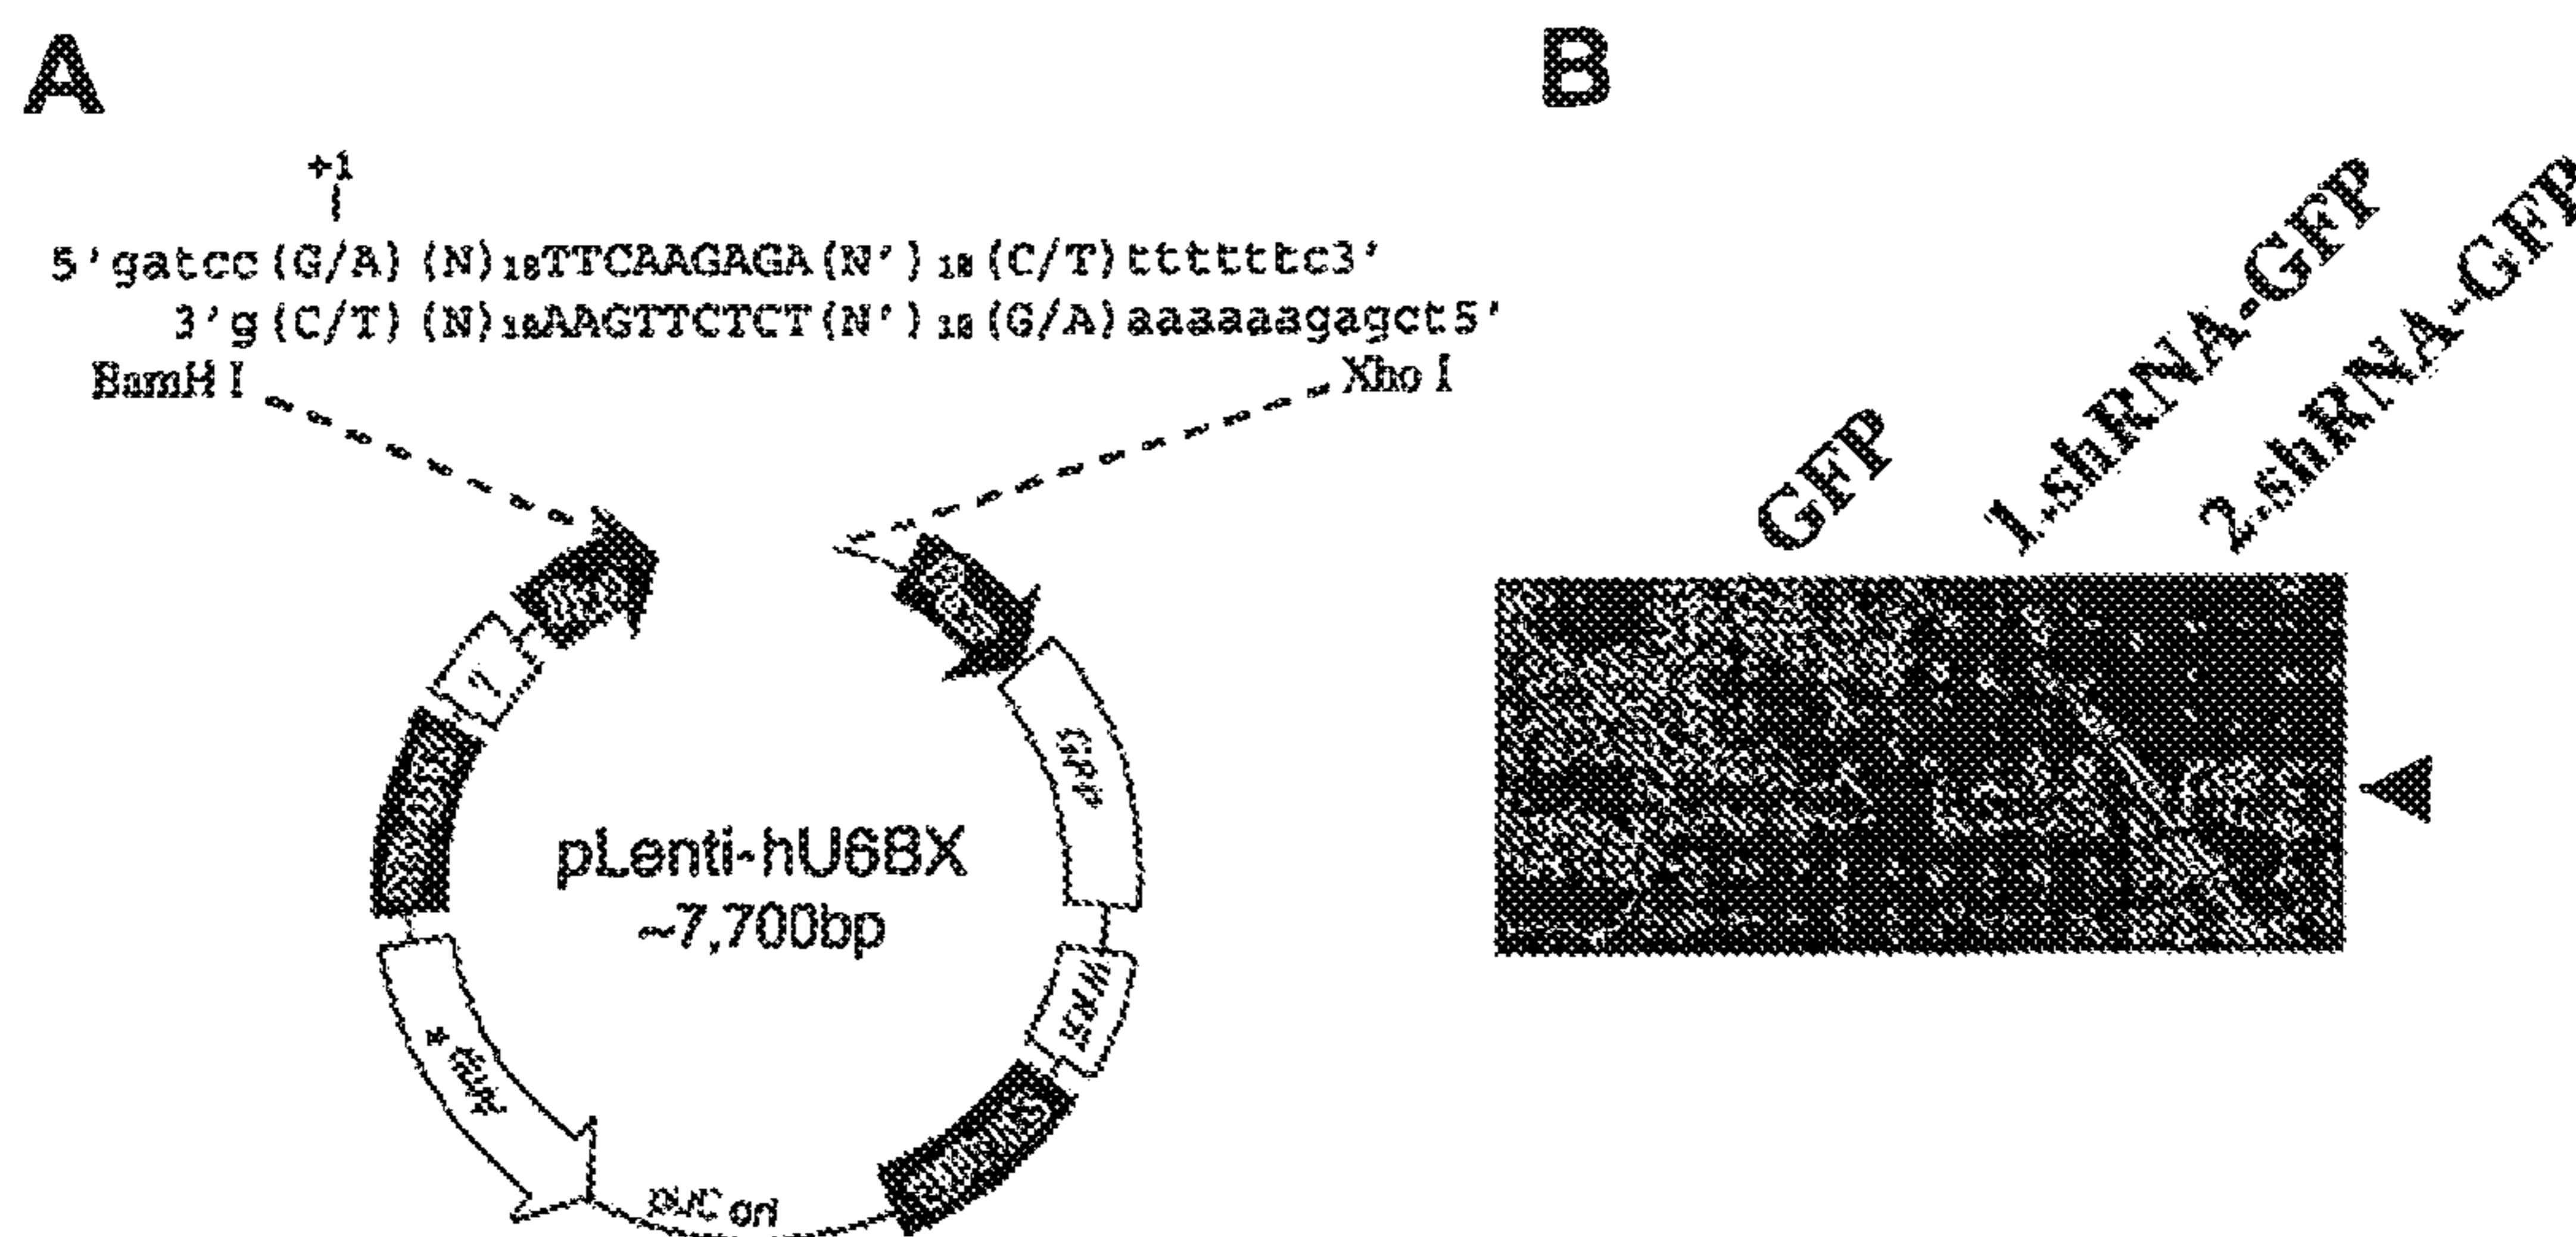 A
B
+1
5'gatcc(G/A)(N)18TTCAAGAGA(N')18(C/T)ttttttc3'
3'g(C/T)(N)18AAGTTCTCT(N')18(G/A)aaaaaagagct5'
BamH I
Xho I
GFP
1.shRNA-GFP
2.shRNA-GFP
?
GFP
pLenti-hU6BX
~7,700bp
pUC ori